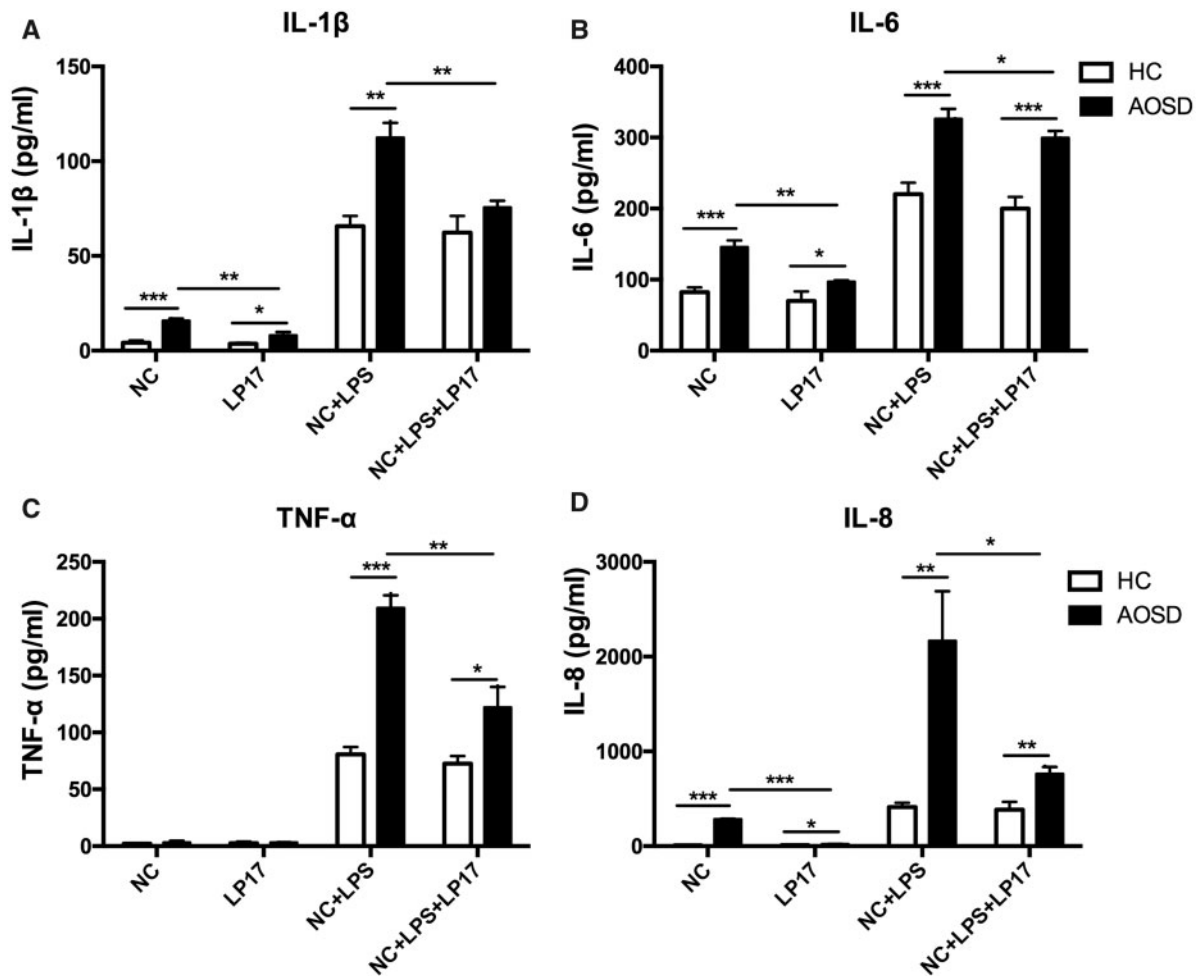 A
IL-1β
IL-1β (pg/ml)
150
100
50
0
**
**
**
***
*
NC
LP17
NC+LPS
NC+LPS+LP17
B
IL-6
IL-6 (pg/ml)
400
300
200
100
0
*
***
***
**
***
*
NC
LP17
NC+LPS
NC+LPS+LP17
HC
AOSD
C
TNF-α
TNF-α (pg/ml)
250
200
150
100
50
0
**
***
*
NC
LP17
NC+LPS
NC+LPS+LP17
D
IL-8
IL-8 (pg/ml)
3000
2000
1000
0
*
**
**
***
***
*
NC
LP17
NC+LPS
NC+LPS+LP17
HC
AOSD